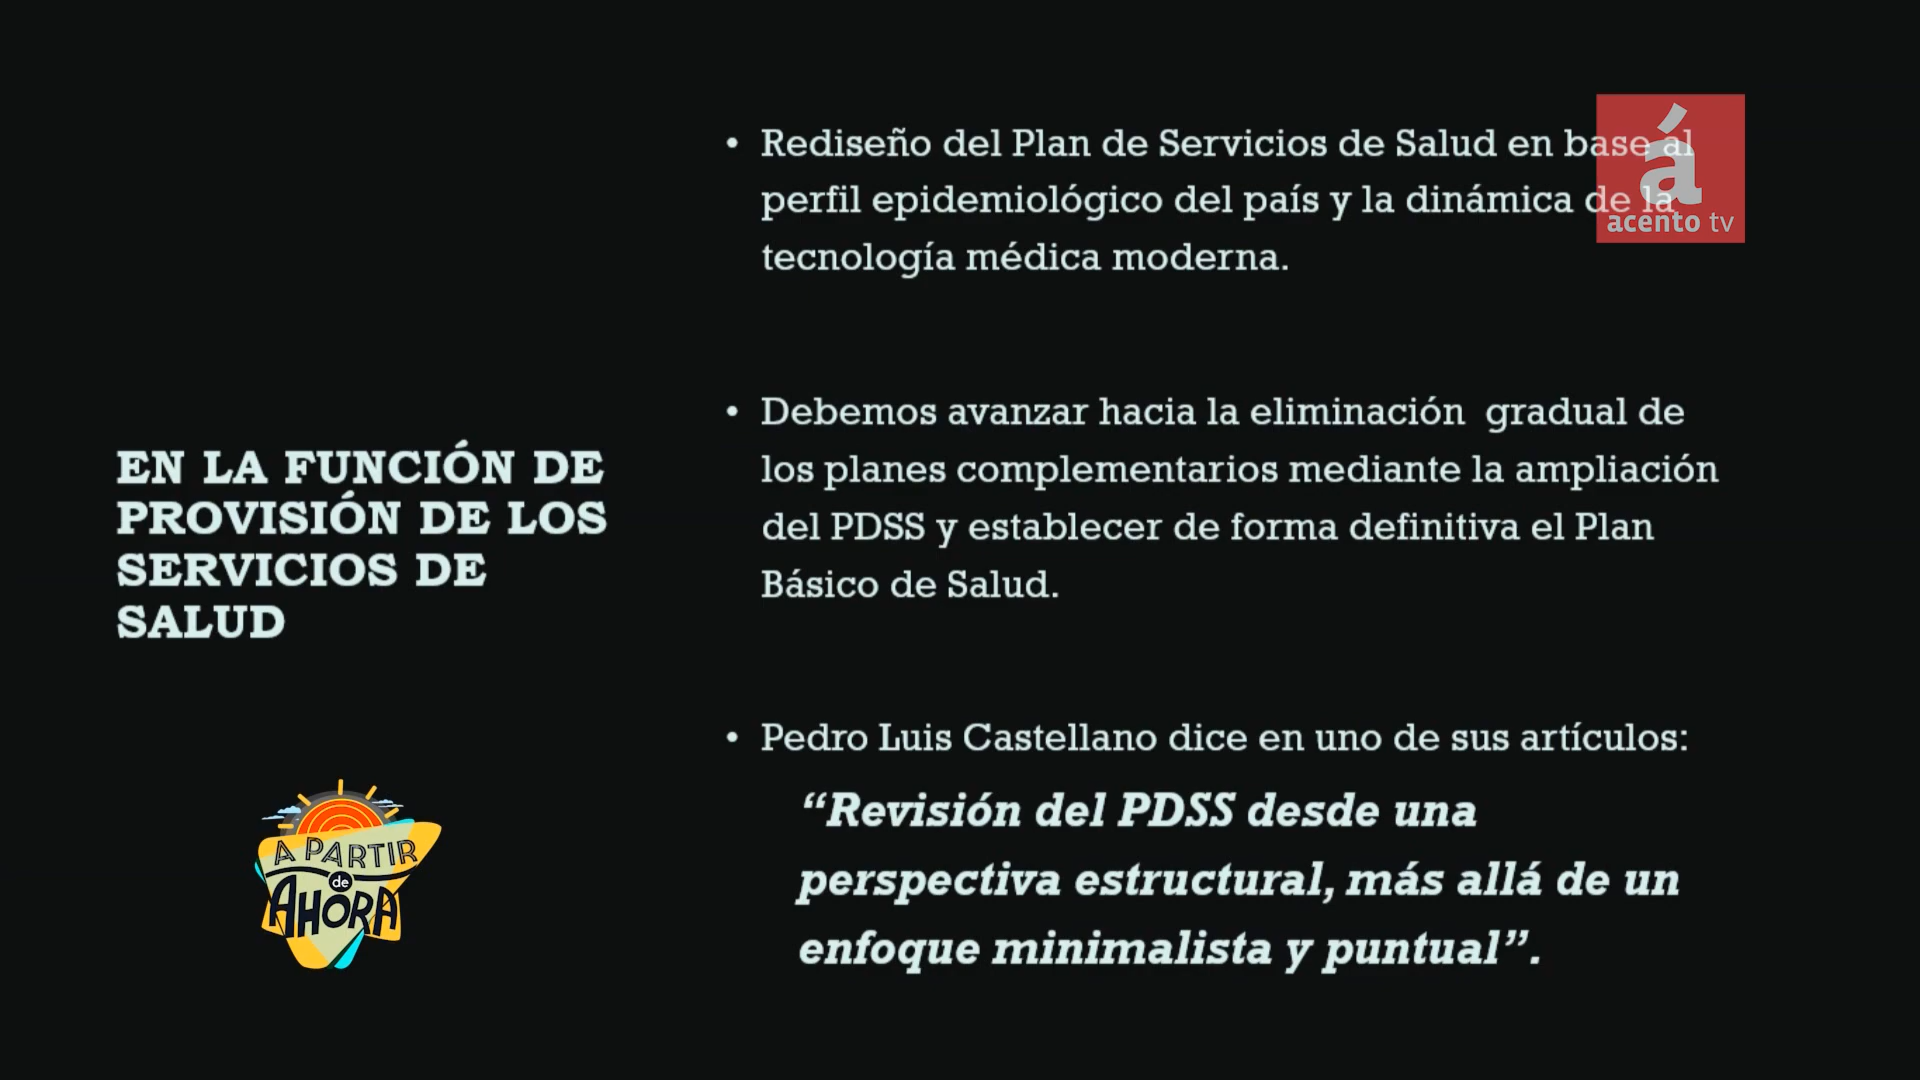 EN LA FUNCIÓN DE
PROVISIÓN DE LOS
SERVICIOS DE
SALUD
• Rediseño del Plan de Servicios de Salud en base al
perfil epidemiológico del país y la dinámica de la
tecnología médica moderna.
• Debemos avanzar hacia la eliminación gradual de
los planes complementarios mediante la ampliación
del PDSS y establecer de forma definitiva el Plan
Básico de Salud.
• Pedro Luis Castellano dice en uno de sus artículos:
“Revisión del PDSS desde una
perspectiva estructural, más allá de un
enfoque minimalista y puntual”.
á
acento tv
A PARTIR
de
AHORA